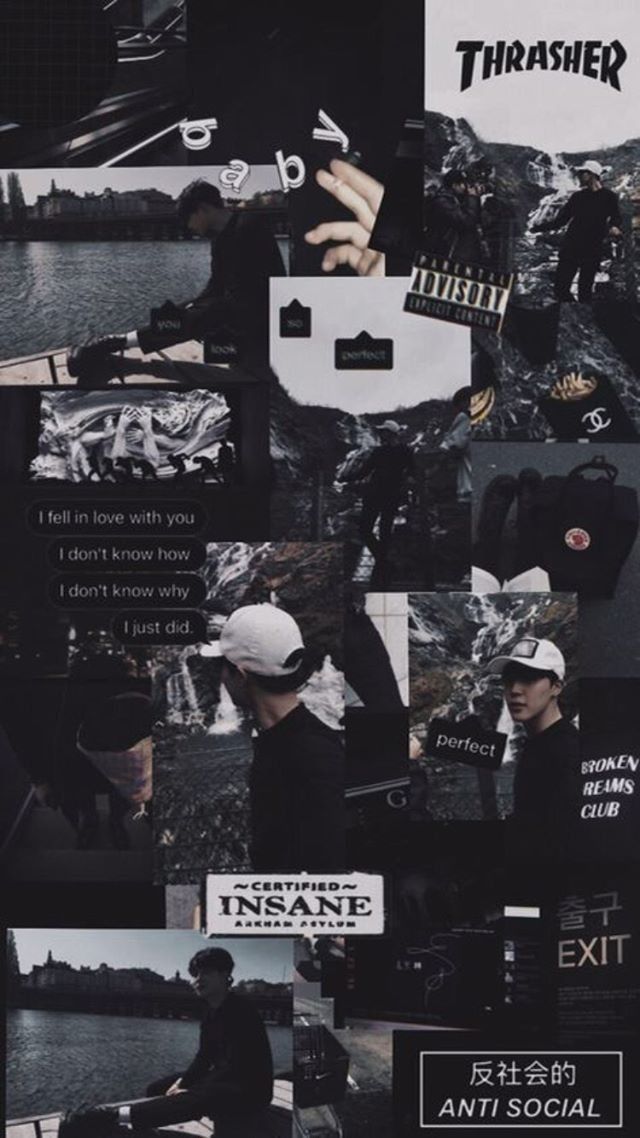 THRASHER
baby
PARENTAL
ADVISORY
EXPLICIT CONTENT
you
look
so
perfect
I fell in love with you
I don't know how
I don't know why
I just did.
perfect
G
BROKEN
REAMS
CLUB
~CERTIFIED~
INSANE
ARKHAM ASYLUM
출구
EXIT
反社会的
ANTI SOCIAL